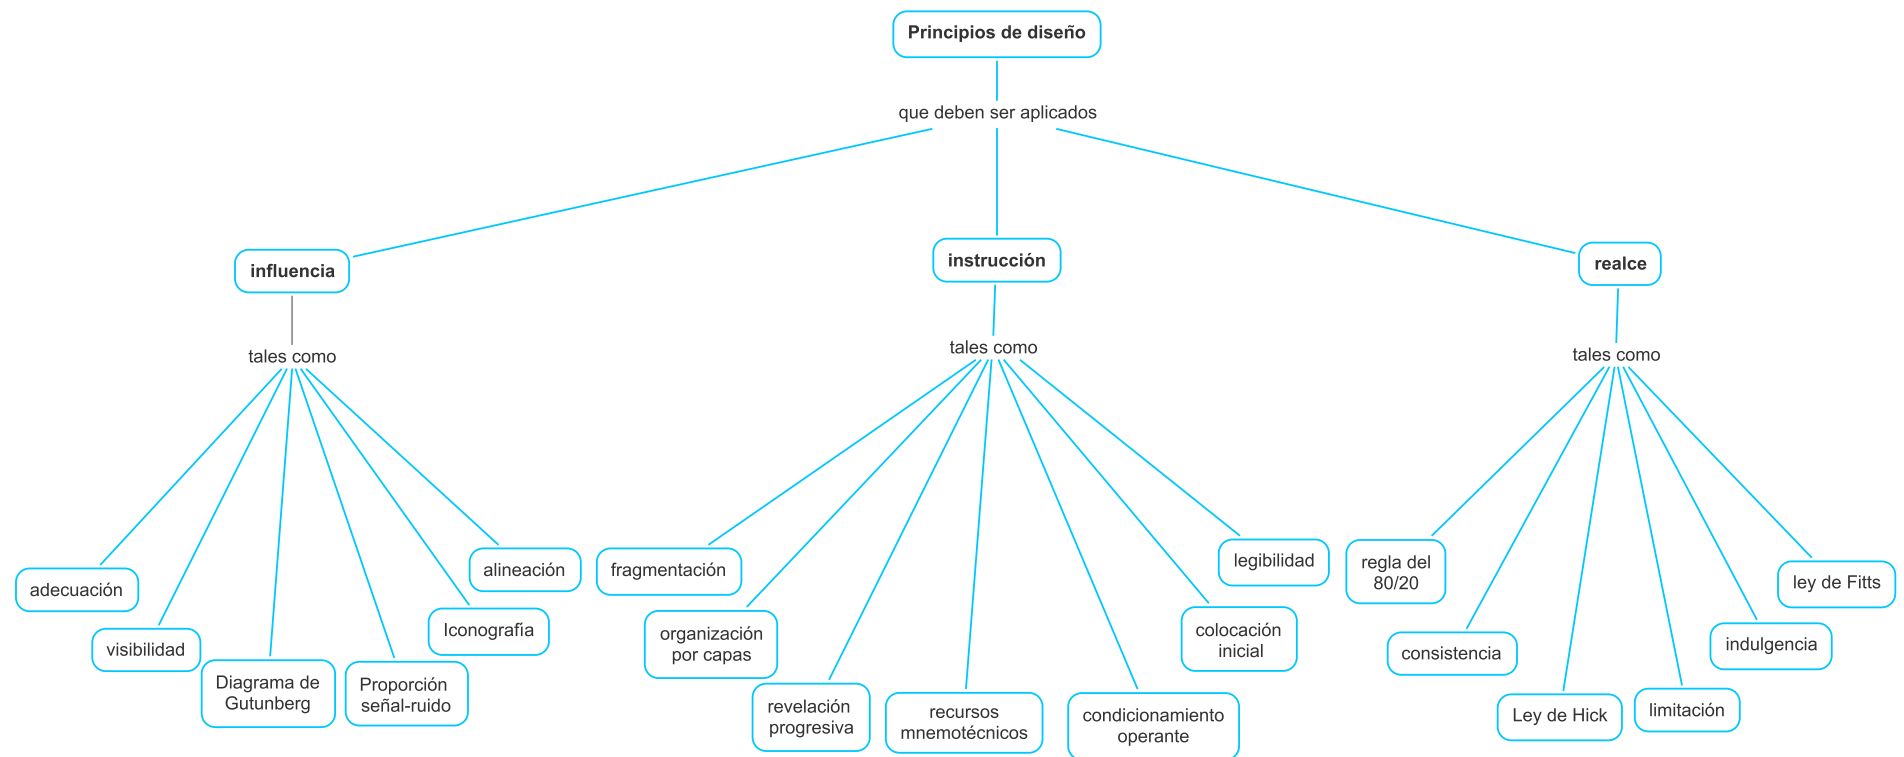 Principios de diseño
que deben ser aplicados
influencia
tales como
adecuación
visibilidad
Diagrama de
Gutunberg
Proporción
señal-ruido
Iconografía
alineación
instrucción
tales como
fragmentación
organización
por capas
revelación
progresiva
recursos
mnemotécnicos
condicionamiento
operante
colocación
inicial
legibilidad
realce
tales como
regla del
80/20
consistencia
Ley de Hick
limitación
indulgencia
ley de Fitts